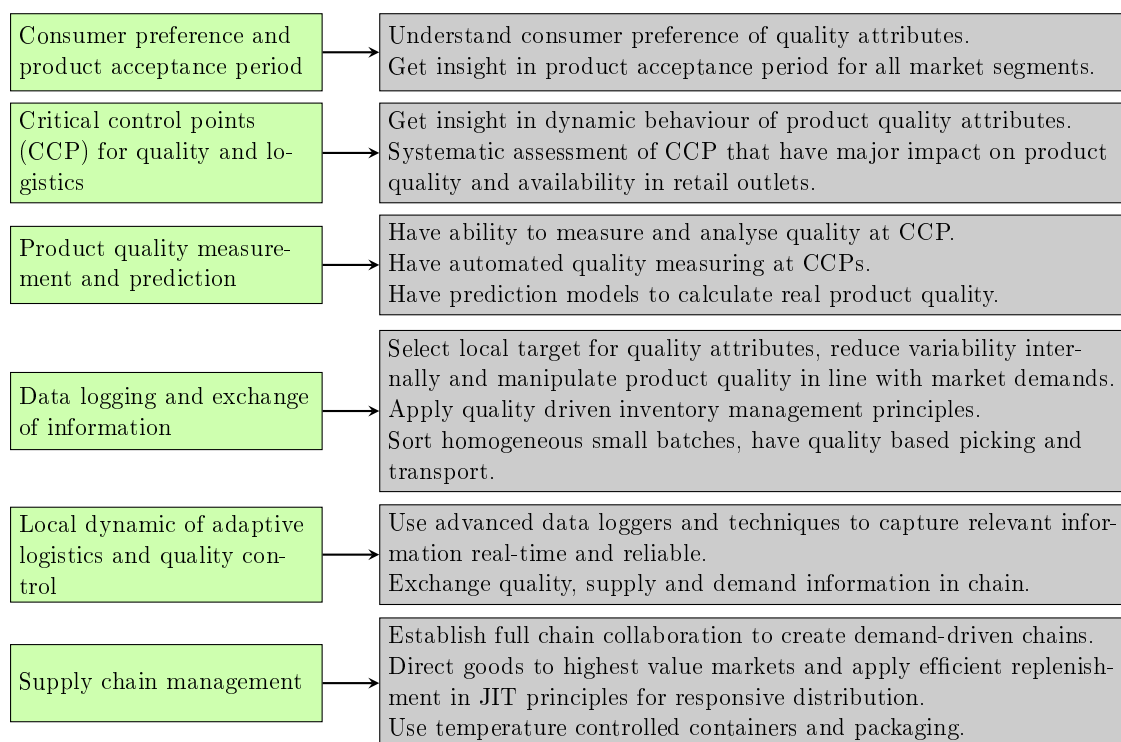 Consumer preference and
product acceptance period
Understand consumer preference of quality attributes.
Get insight in product acceptance period for all market segments.
Critical control points
(CCP) for quality and lo-
gistics
Get insight in dynamic behaviour of product quality attributes.
Systematic assessment of CCP that have major impact on product
quality and availability in retail outlets.
Product quality measure-
ment and prediction
Have ability to measure and analyse quality at CCP.
Have automated quality measuring at CCPs.
Have prediction models to calculate real product quality.
Data logging and exchange
of information
Select local target for quality attributes, reduce variability inter-
nally and manipulate product quality in line with market demands.
Apply quality driven inventory management principles.
Sort homogeneous small batches, have quality based picking and
transport.
Local dynamic of adaptive
logistics and quality con-
trol
Use advanced data loggers and techniques to capture relevant infor-
mation real-time and reliable.
Exchange quality, supply and demand information in chain.
Supply chain management
Establish full chain collaboration to create demand-driven chains.
Direct goods to highest value markets and apply efficient replenish-
ment in JIT principles for responsive distribution.
Use temperature controlled containers and packaging.